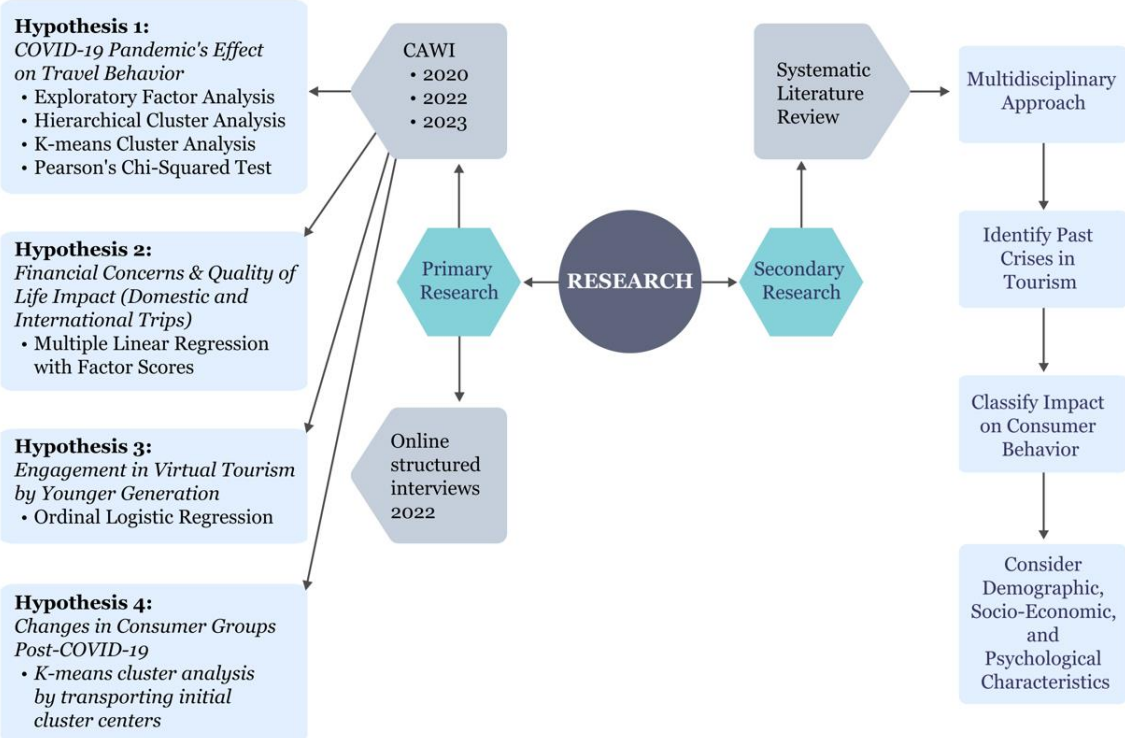 Hypothesis 1:
COVID-19 Pandemic's Effect
on Travel Behavior
• Exploratory Factor Analysis
• Hierarchical Cluster Analysis
• K-means Cluster Analysis
• Pearson's Chi-Squared Test
Hypothesis 2:
Financial Concerns & Quality of
Life Impact (Domestic and
International Trips)
• Multiple Linear Regression
with Factor Scores
Hypothesis 3:
Engagement in Virtual Tourism
by Younger Generation
• Ordinal Logistic Regression
Hypothesis 4:
Changes in Consumer Groups
Post-COVID-19
• K-means cluster analysis
by transporting initial
cluster centers
CAWI
• 2020
• 2022
• 2023
Primary
Research
Online
structured
interviews
2022
RESEARCH
Secondary
Research
Systematic
Literature
Review
Multidisciplinary
Approach
Identify Past
Crises in
Tourism
Classify Impact
on Consumer
Behavior
Consider
Demographic,
Socio-Economic,
and
Psychological
Characteristics